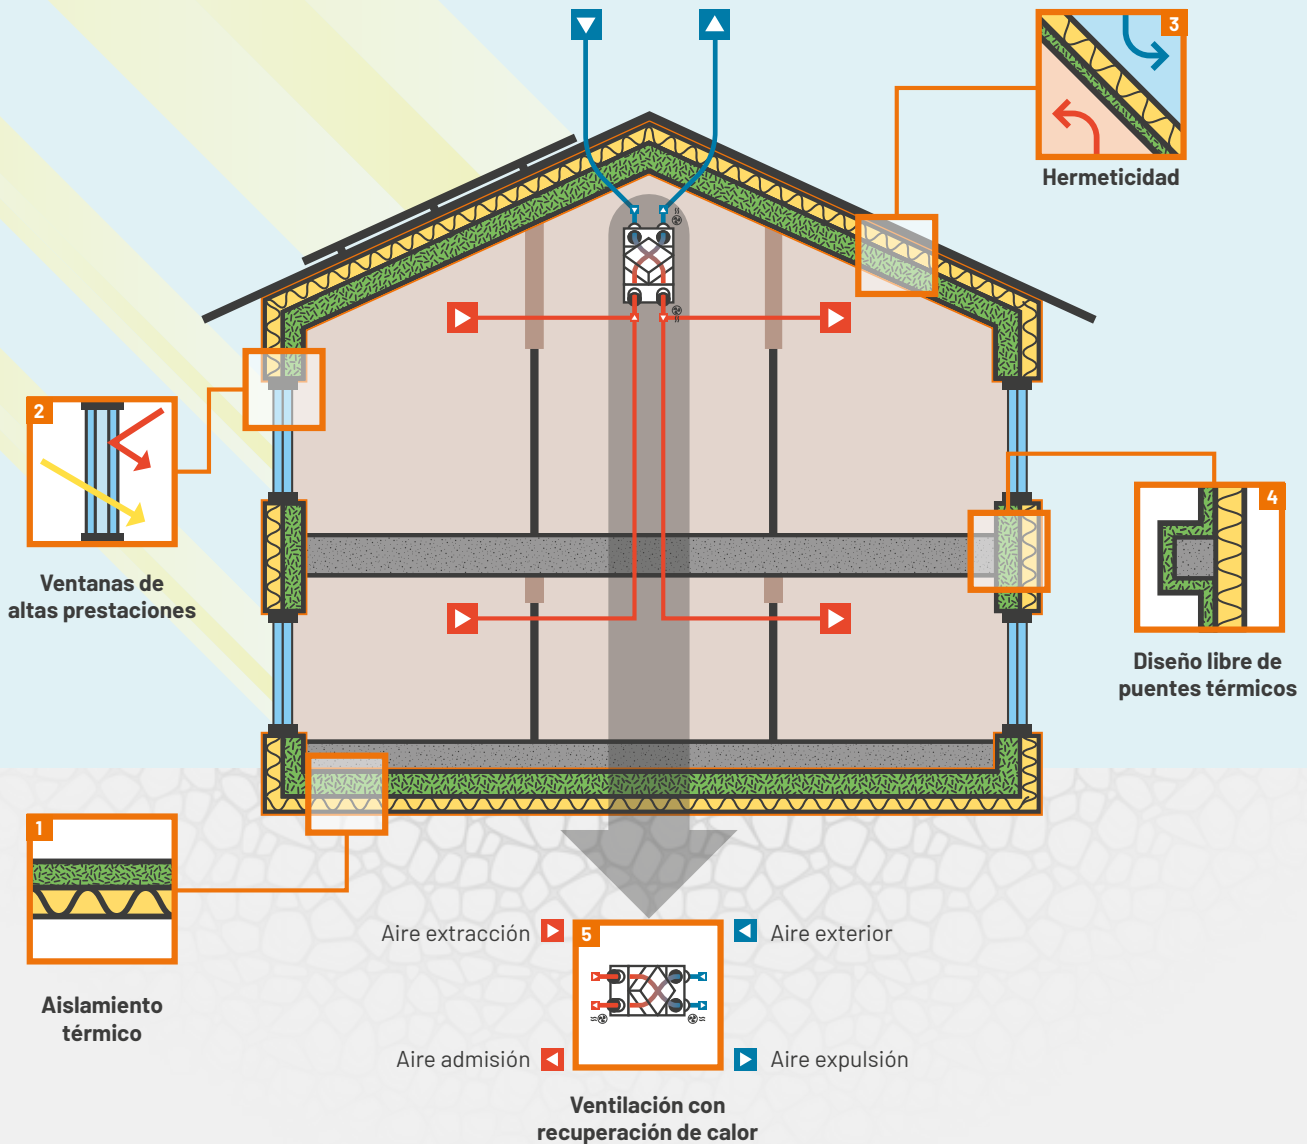 3
Hermeticidad
2
Ventanas de
altas prestaciones
4
Diseño libre de
puentes térmicos
1
Aislamiento
térmico
Aire extracción
5
Aire exterior
Aire admisión
Aire expulsión
Ventilación con
recuperación de calor